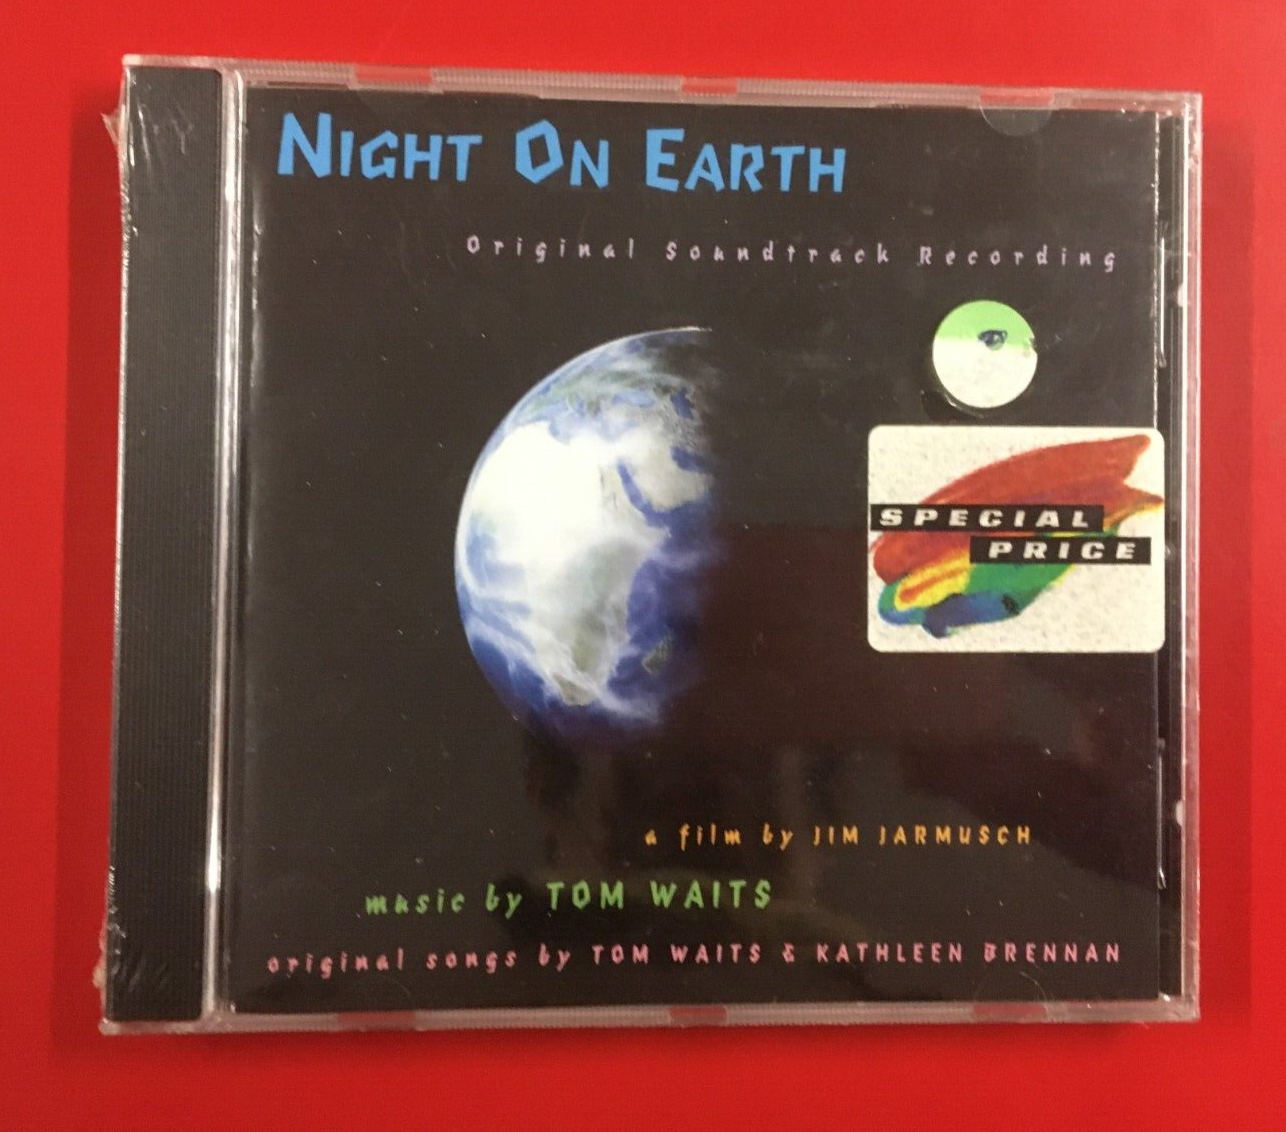 NIGHT ON EARTH
Original Soundtrack Recording
SPECIAL
PRICE
a film by JIM JARMUSCH
music by TOM WAITS
original songs by TOM WAITS & KATHLEEN BRENNAN